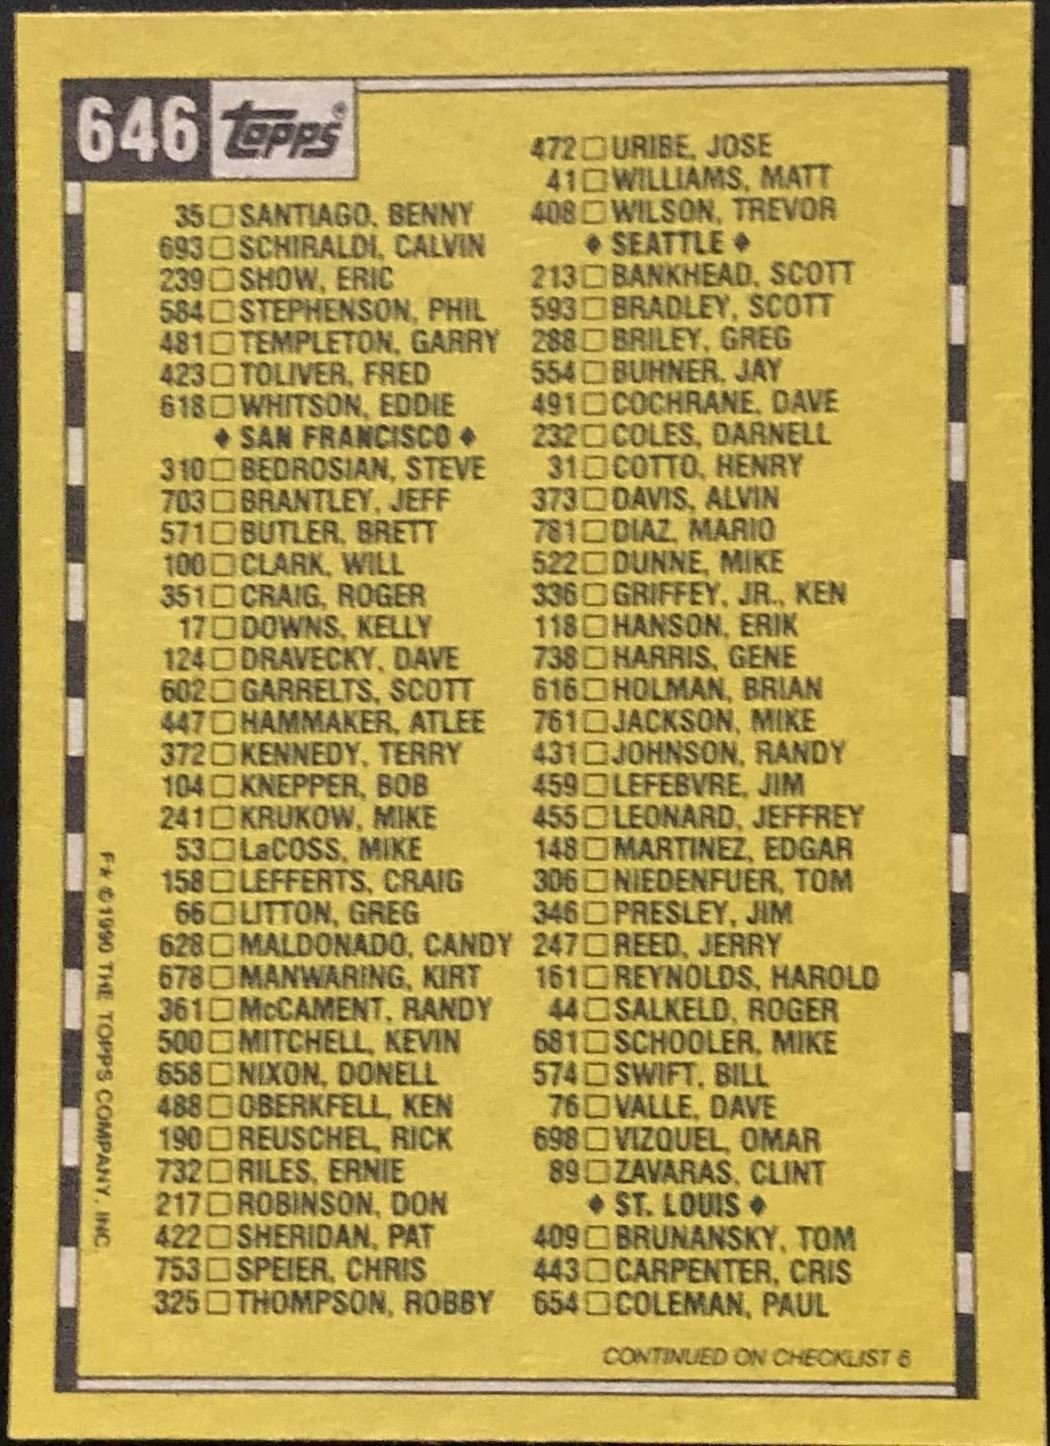 646 Topps®
35 □ SANTIAGO, BENNY
693 □ SCHIRALDI, CALVIN
239 □ SHOW, ERIC
584 □ STEPHENSON, PHIL
481 □ TEMPLETON, GARRY
423 □ TOLIVER, FRED
618 □ WHITSON, EDDIE
♦ SAN FRANCISCO ♦
310 □ BEDROSIAN, STEVE
703 □ BRANTLEY, JEFF
571 □ BUTLER, BRETT
100 □ CLARK, WILL
351 □ CRAIG, ROGER
17 □ DOWNS, KELLY
124 □ DRAVECKY, DAVE
602 □ GARRELTS, SCOTT
447 □ HAMMAKER, ATLEE
372 □ KENNEDY, TERRY
104 □ KNEPPER, BOB
241 □ KRUKOW, MIKE
53 □ LaCOSS, MIKE
158 □ LEFFERTS, CRAIG
66 □ LITTON, GREG
628 □ MALDONADO, CANDY
678 □ MANWARING, KIRT
361 □ McCAMENT, RANDY
500 □ MITCHELL, KEVIN
658 □ NIXON, DONELL
488 □ OBERKFELL, KEN
190 □ REUSCHEL, RICK
732 □ RILES, ERNIE
217 □ ROBINSON, DON
422 □ SHERIDAN, PAT
753 □ SPEIER, CHRIS
325 □ THOMPSON, ROBBY
472 □ URIBE, JOSE
41 □ WILLIAMS, MATT
408 □ WILSON, TREVOR
♦ SEATTLE ♦
213 □ BANKHEAD, SCOTT
593 □ BRADLEY, SCOTT
288 □ BRILEY, GREG
554 □ BUHNER, JAY
491 □ COCHRANE, DAVE
232 □ COLES, DARNELL
31 □ COTTO, HENRY
373 □ DAVIS, ALVIN
781 □ DIAZ, MARIO
522 □ DUNNE, MIKE
336 □ GRIFFEY, JR., KEN
118 □ HANSON, ERIK
738 □ HARRIS, GENE
616 □ HOLMAN, BRIAN
761 □ JACKSON, MIKE
431 □ JOHNSON, RANDY
459 □ LEFEBVRE, JIM
455 □ LEONARD, JEFFREY
148 □ MARTINEZ, EDGAR
306 □ NIEDENFUER, TOM
346 □ PRESLEY, JIM
247 □ REED, JERRY
161 □ REYNOLDS, HAROLD
44 □ SALKELD, ROGER
681 □ SCHOOLER, MIKE
574 □ SWIFT, BILL
76 □ VALLE, DAVE
698 □ VIZQUEL, OMAR
89 □ ZAVARAS, CLINT
♦ ST. LOUIS ♦
409 □ BRUNANSKY, TOM
443 □ CARPENTER, CRIS
654 □ COLEMAN, PAUL
CONTINUED ON CHECKLIST 6
F★ © 1990 THE TOPPS COMPANY, INC.